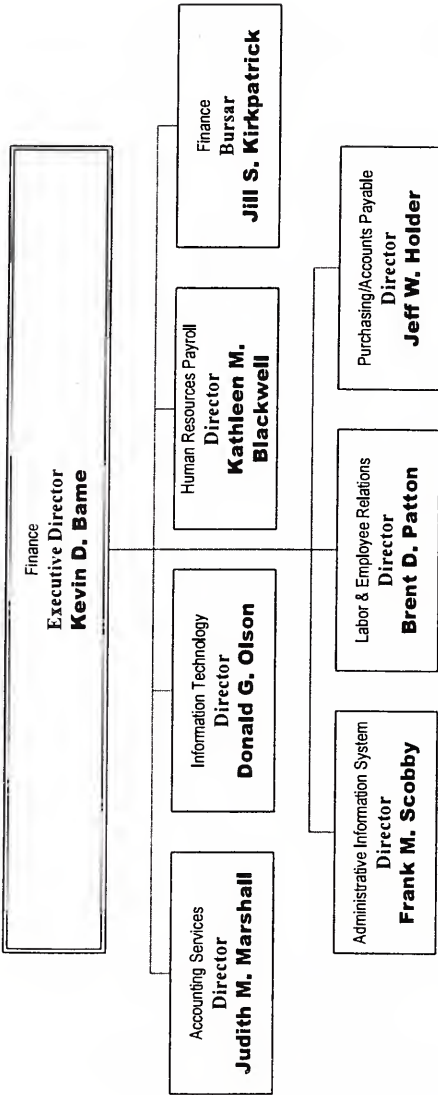 Finance
Executive Director
Kevin D. Bame
Accounting Services
Director
Judith M. Marshall
Information Technology
Director
Donald G. Olson
Human Resources Payroll
Director
Kathleen M.
Blackwell
Finance
Bursar
Jill S. Kirkpatrick
Administrative Information System
Director
Frank M. Scobby
Labor & Employee Relations
Director
Brent D. Patton
Purchasing/Accounts Payable
Director
Jeff W. Holder